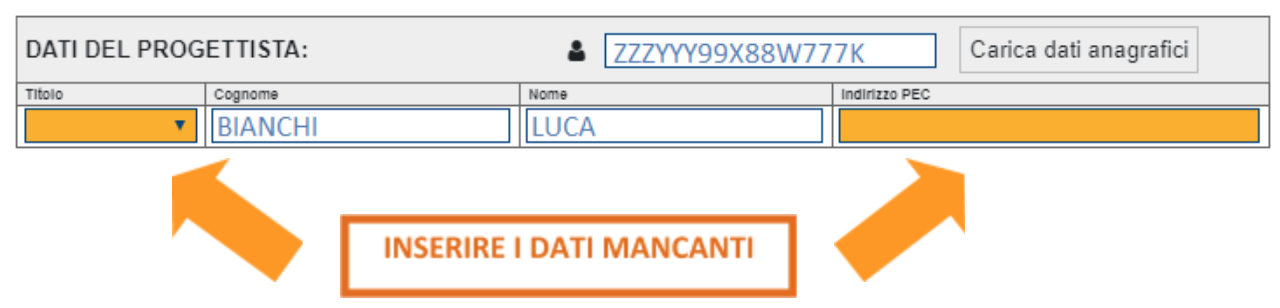 DATI DEL PROGETTISTA: ZZZYYY99X88W777K Carica dati anagrafici
Titolo Cognome Nome Indirizzo PEC
BIANCHI LUCA
INSERIRE I DATI MANCANTI